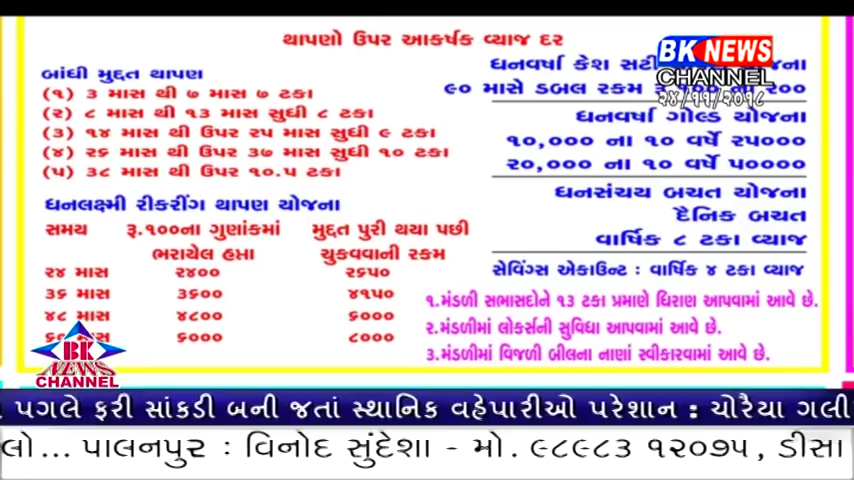 થાપણો ઉપર આકર્ષક વ્યાજ દર
બાંધી મુદ્દત થાપણ
(૧) ૩ માસ થી ૭ માસ ૭ ટકા
(૨) ૮ માસ થી ૧૩ માસ સુધી ૮ ટકા
(૩) ૧૪ માસ થી ઉપર ૨૫ માસ સુધી ૯ ટકા
(૪) ૨૬ માસ થી ઉપર ૩૭ માસ સુધી ૧૦ ટકા
(૫) ૩૮ માસ થી ઉપર ૧૦.૫ ટકા
ધનલક્ષ્મી રીકરીંગ થાપણ યોજના
સમય રૂ.૧૦૦ના ગુણાંકમાં મુદ્દત પુરી થયા પછી
ભરાયેલ હપ્તા ચુકવવાની રકમ
૨૪ માસ ૨૪૦૦ ૨૬૫૦
૩૬ માસ ૩૬૦૦ ૪૧૫૦
૪૮ માસ ૪૮૦૦ ૬૦૦૦
માસ ૬૦૦૦ ૮૦૦૦
ધનવર્ષા કેશ સર્ટી
૯૦ માસે ડબલ રકમ રૂ.૧૦૦ ના ૨૦૦
ધનવર્ષા ગોલ્ડ યોજના
૧૦,૦૦૦ ના ૧૦ વર્ષે ૨૫૦૦૦
૨૦,૦૦૦ ના ૧૦ વર્ષે ૫૦૦૦૦
ધનસંચય બચત યોજના
દૈનિક બચત
વાર્ષિક ૮ ટકા વ્યાજ
સેવિંગ્સ એકાઉન્ટ : વાર્ષિક ૪ ટકા વ્યાજ
૧.મંડળી સભાસદોને ૧૩ ટકા પ્રમાણે ધિરાણ આપવામાં આવે છે.
૨.મંડળીમાં લોકર્સની સુવિધા આપવામાં આવે છે.
૩.મંડળીમાં વિજળી બીલના નાણાં સ્વીકારવામાં આવે છે.
BK NEWS
CHANNEL
૨૪/૧૧/૨૦૧૮
BK
NEWS
CHANNEL
પગલે ફરી સાંકડી બની જતાં સ્થાનિક વહેપારીઓ પરેશાન : ચોરૈયા ગલી
લો... પાલનપુર : વિનોદ સુંદેશા - મો. ૯૮૯૮૩ ૧૨૦૭૫, ડીસા